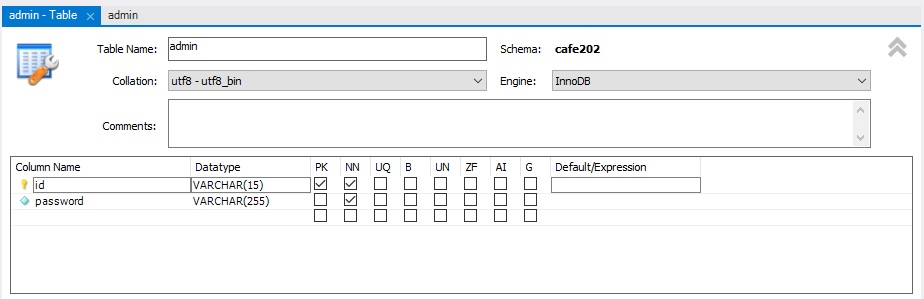 admin - Table × admin
Table Name: admin Schema: cafe202
Collation: utf8 - utf8_bin Engine: InnoDB
Comments:
Column Name Datatype PK NN UQ B UN ZF AI G Default/Expression
id VARCHAR(15)
password VARCHAR(255)